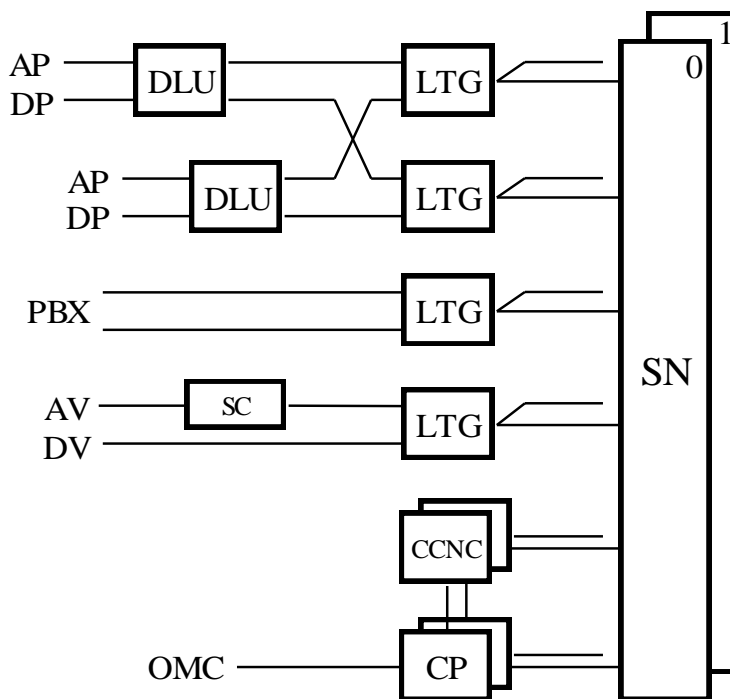 1
0
AP
DP
DLU
LTG
AP
DP
DLU
LTG
PBX
LTG
SN
AV
DV
SC
LTG
CCNC
OMC
CP